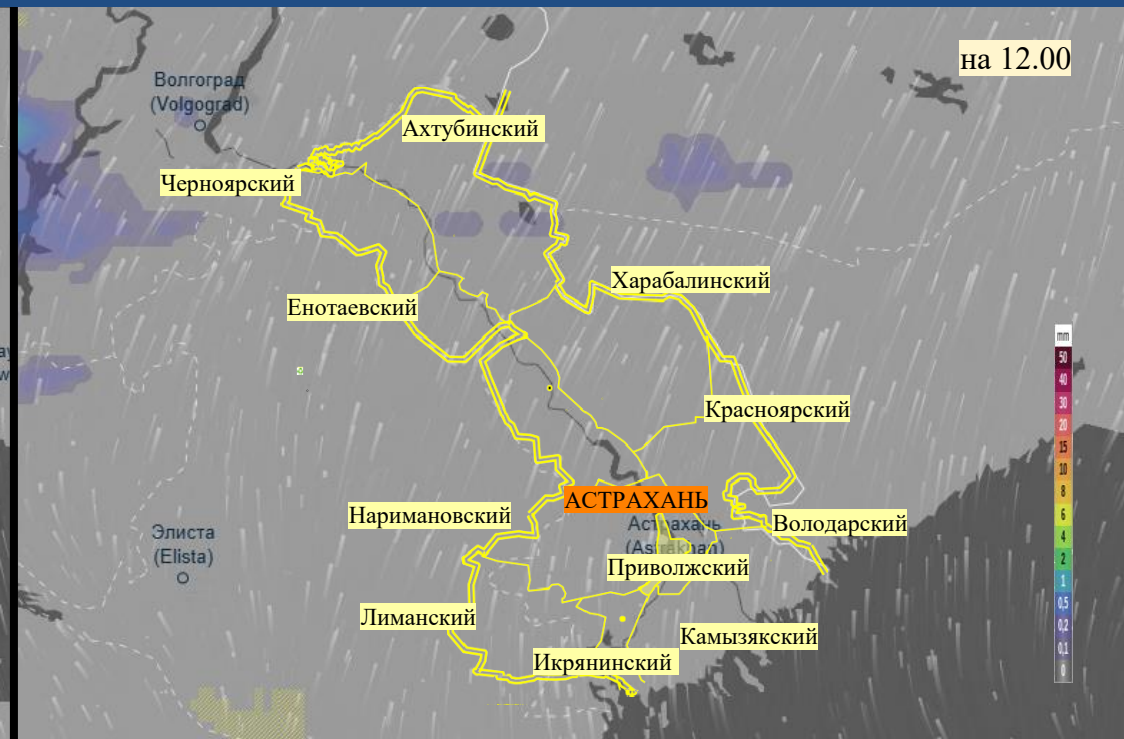 на 12.00
Волгоград
(Volgograd)
Ахтубинский
Черноярский
Харабалинский
Енотаевский
mm
50
40
30
20
15
10
8
6
4
2
1
0,5
0,2
0,1
0
Красноярский
АСТРАХАНЬ
Наримановский
Астрахань
(Astrakhan)
Володарский
Элиста
(Elista)
Приволжский
Лиманский
Камызякский
Икрянинский